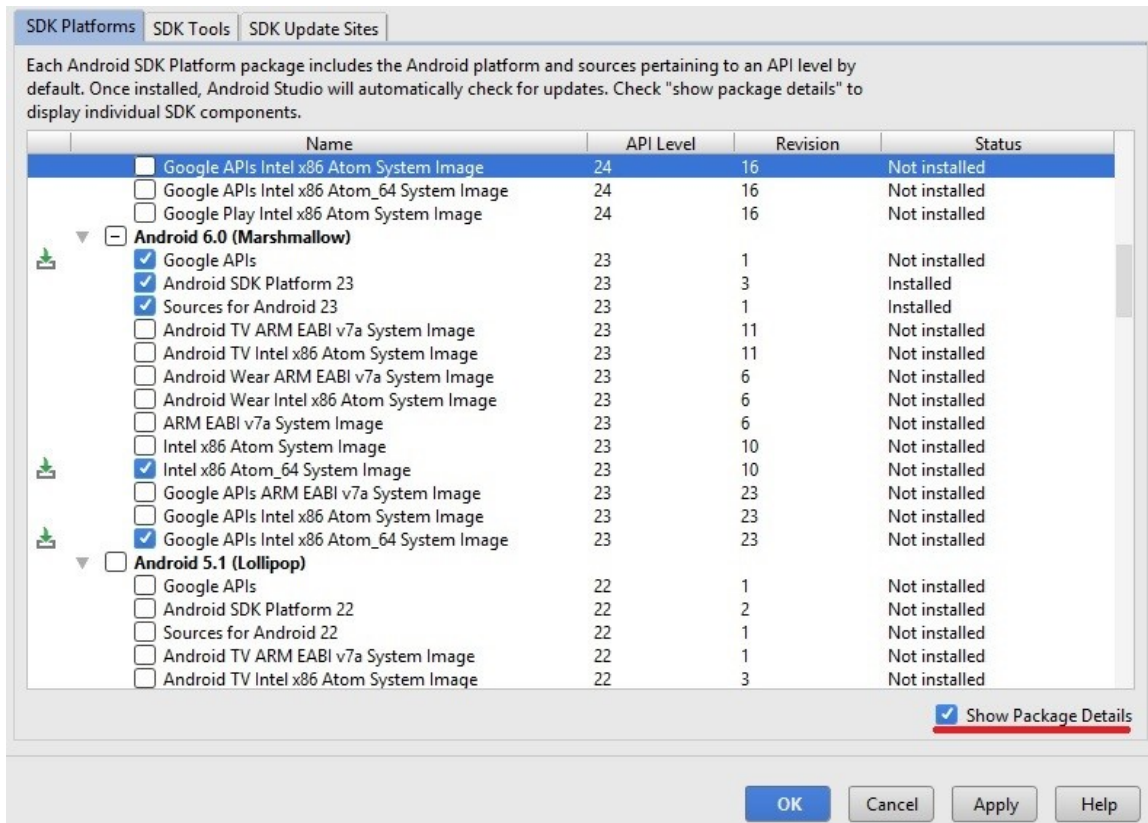 SDK Platforms SDK Tools SDK Update Sites
Each Android SDK Platform package includes the Android platform and sources pertaining to an API level by
default. Once installed, Android Studio will automatically check for updates. Check "show package details" to
display individual SDK components.
Name API Level Revision Status
Google APIs Intel x86 Atom System Image 24 16 Not installed
Google APIs Intel x86 Atom_64 System Image 24 16 Not installed
Google Play Intel x86 Atom System Image 24 16 Not installed
Android 6.0 (Marshmallow)
Google APIs 23 1 Not installed
Android SDK Platform 23 23 3 Installed
Sources for Android 23 23 1 Installed
Android TV ARM EABI v7a System Image 23 11 Not installed
Android TV Intel x86 Atom System Image 23 11 Not installed
Android Wear ARM EABI v7a System Image 23 6 Not installed
Android Wear Intel x86 Atom System Image 23 6 Not installed
ARM EABI v7a System Image 23 6 Not installed
Intel x86 Atom System Image 23 10 Not installed
Intel x86 Atom_64 System Image 23 10 Not installed
Google APIs ARM EABI v7a System Image 23 23 Not installed
Google APIs Intel x86 Atom System Image 23 23 Not installed
Google APIs Intel x86 Atom_64 System Image 23 23 Not installed
Android 5.1 (Lollipop)
Google APIs 22 1 Not installed
Android SDK Platform 22 22 2 Not installed
Sources for Android 22 22 1 Not installed
Android TV ARM EABI v7a System Image 22 1 Not installed
Android TV Intel x86 Atom System Image 22 3 Not installed
Show Package Details
OK Cancel Apply Help